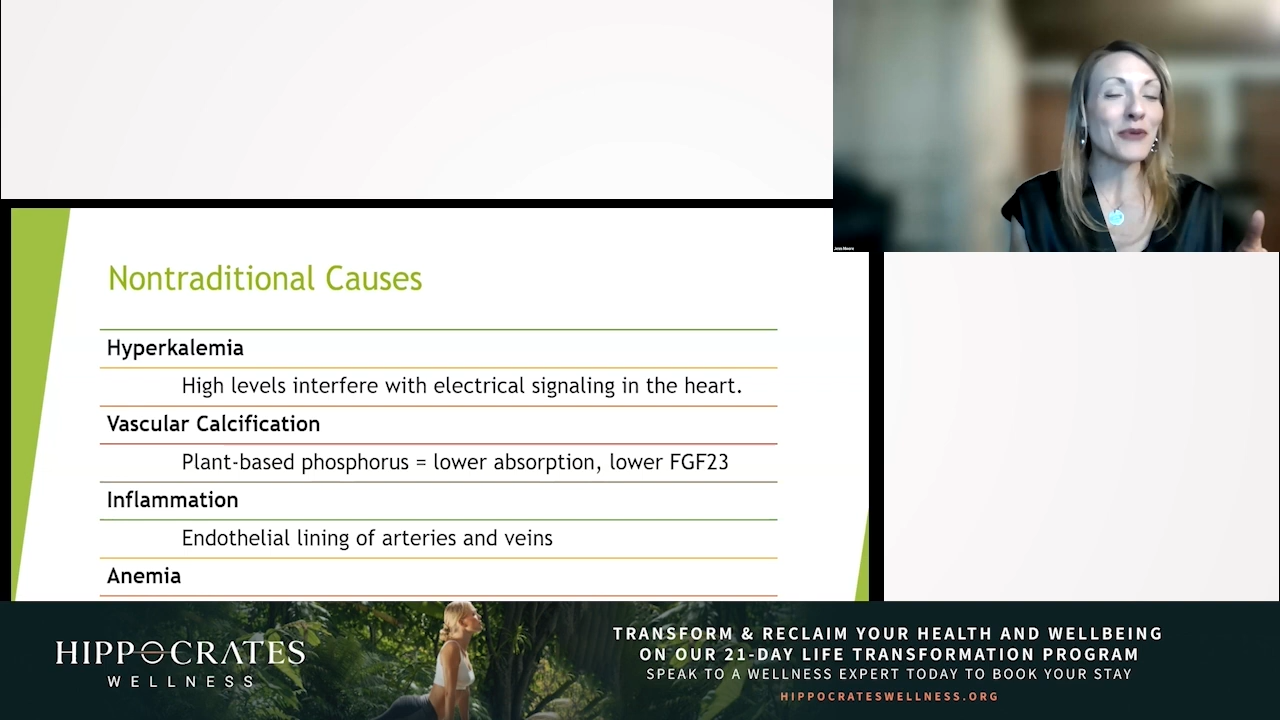 Jenn Moore
Nontraditional Causes
Hyperkalemia
High levels interfere with electrical signaling in the heart.
Vascular Calcification
Plant-based phosphorus = lower absorption, lower FGF23
Inflammation
Endothelial lining of arteries and veins
Anemia
HIPPOCRATES
WELLNESS
TRANSFORM & RECLAIM YOUR HEALTH AND WELLBEING
ON OUR 21-DAY LIFE TRANSFORMATION PROGRAM
SPEAK TO A WELLNESS EXPERT TODAY TO BOOK YOUR STAY
HIPPOCRATESWELLNESS.ORG